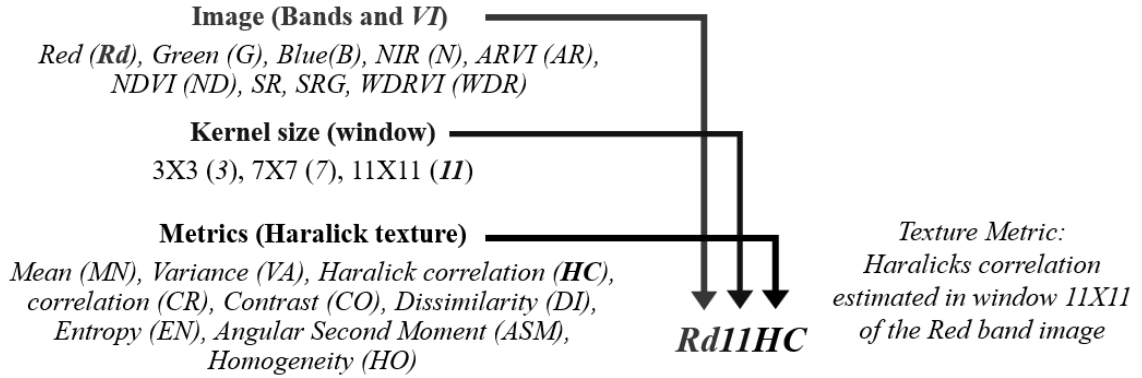 Image (Bands and VI)
Red (Rd), Green (G), Blue(B), NIR (N), ARVI (AR),
NDVI (ND), SR, SRG, WDRVI (WDR)
Kernel size (window)
3X3 (3), 7X7 (7), 11X11 (11)
Metrics (Haralick texture)
Mean (MN), Variance (VA), Haralick correlation (HC),
correlation (CR), Contrast (CO), Dissimilarity (DI),
Entropy (EN), Angular Second Moment (ASM),
Homogeneity (HO)
Rd11HC
Texture Metric:
Haralicks correlation
estimated in window 11X11
of the Red band image